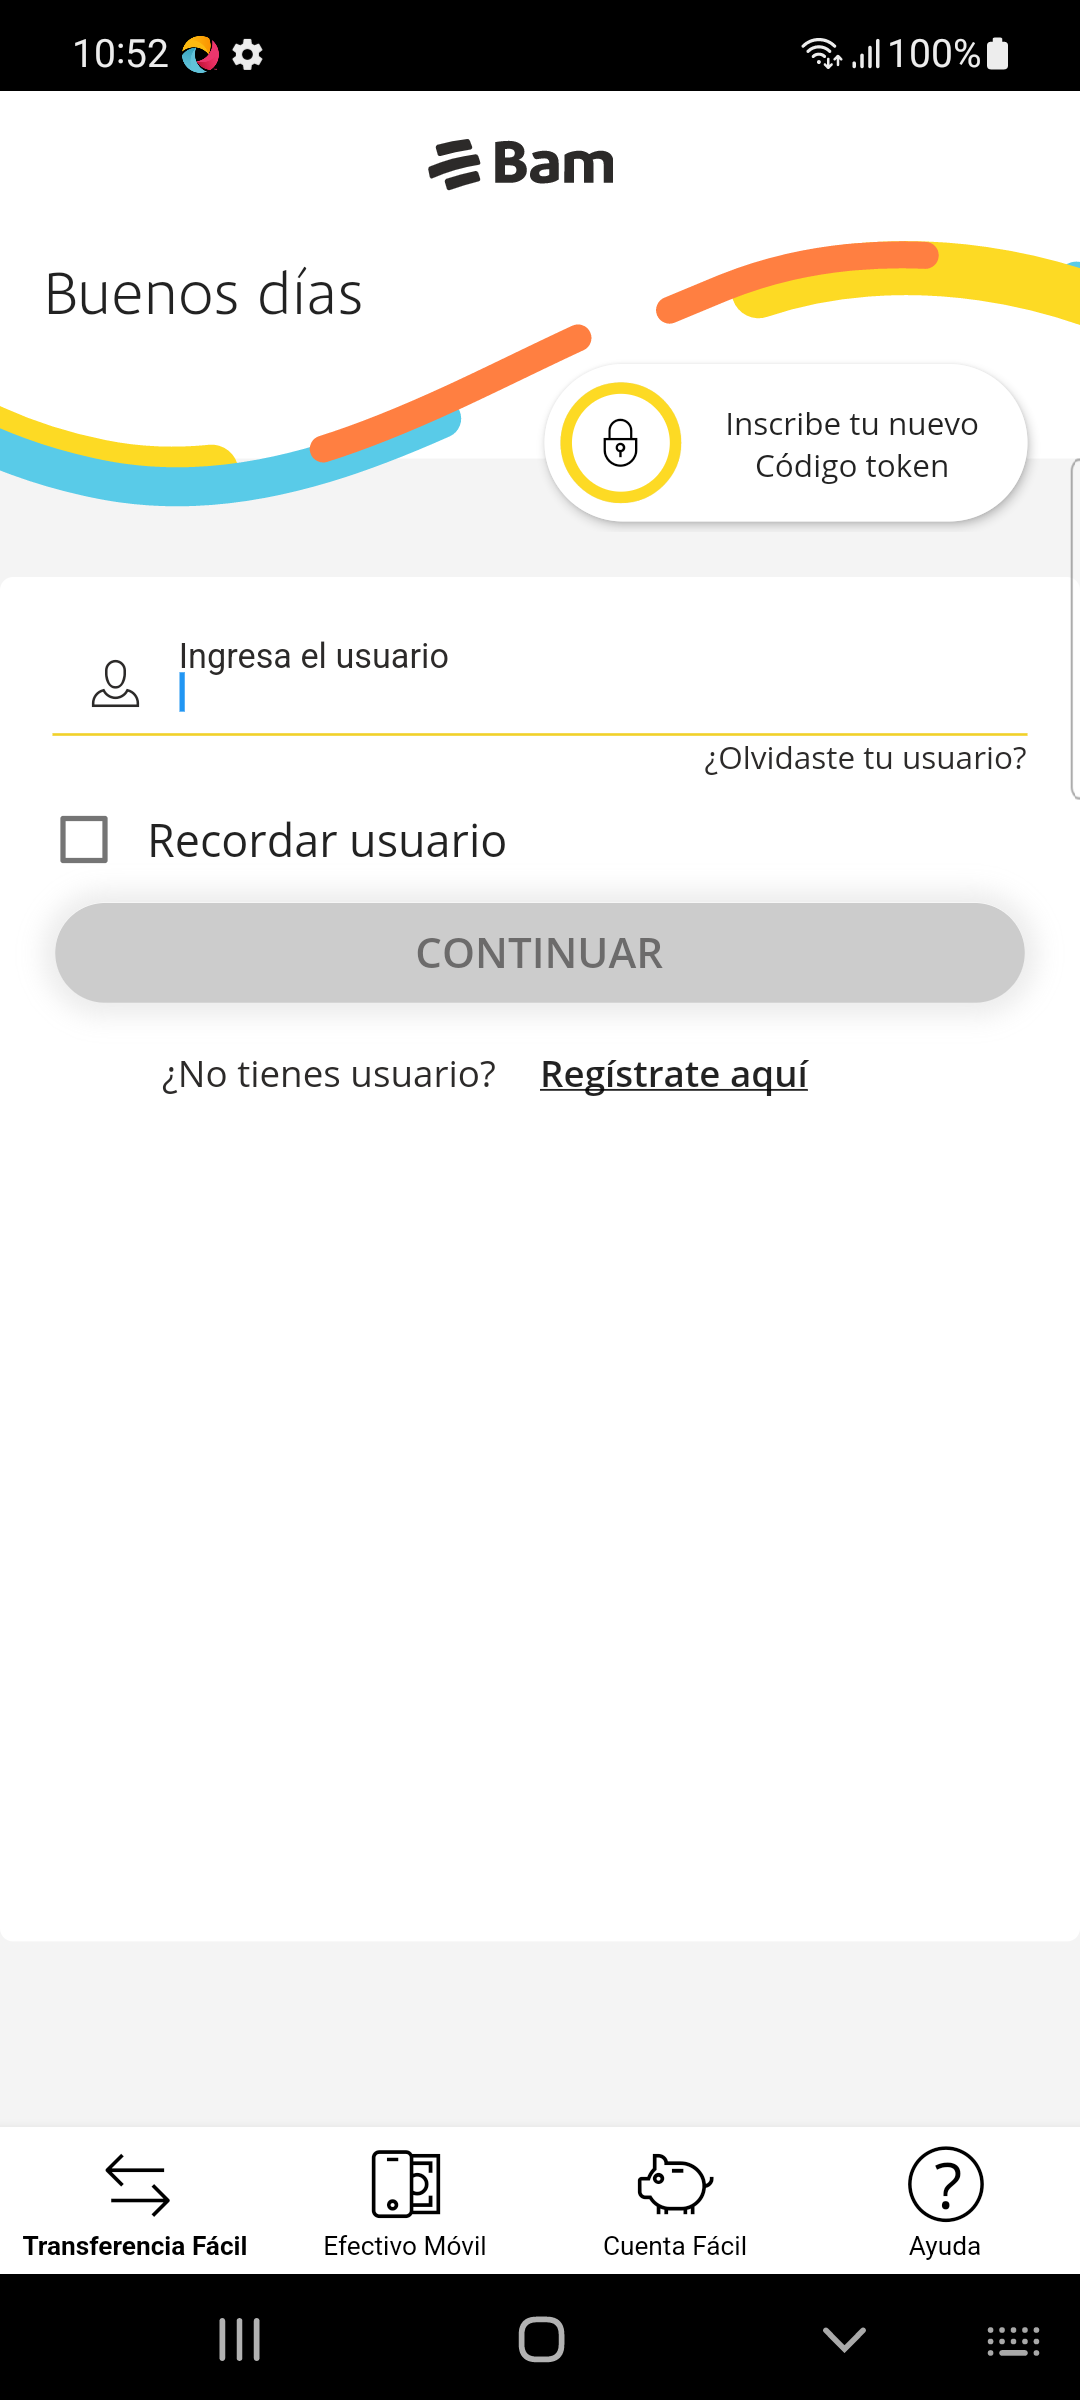 10:52 100%
Bam
Buenos días
Inscribe tu nuevo
Código token
Ingresa el usuario
¿Olvidaste tu usuario?
Recordar usuario
CONTINUAR
¿No tienes usuario? Regístrate aquí
Transferencia Fácil Efectivo Móvil Cuenta Fácil Ayuda